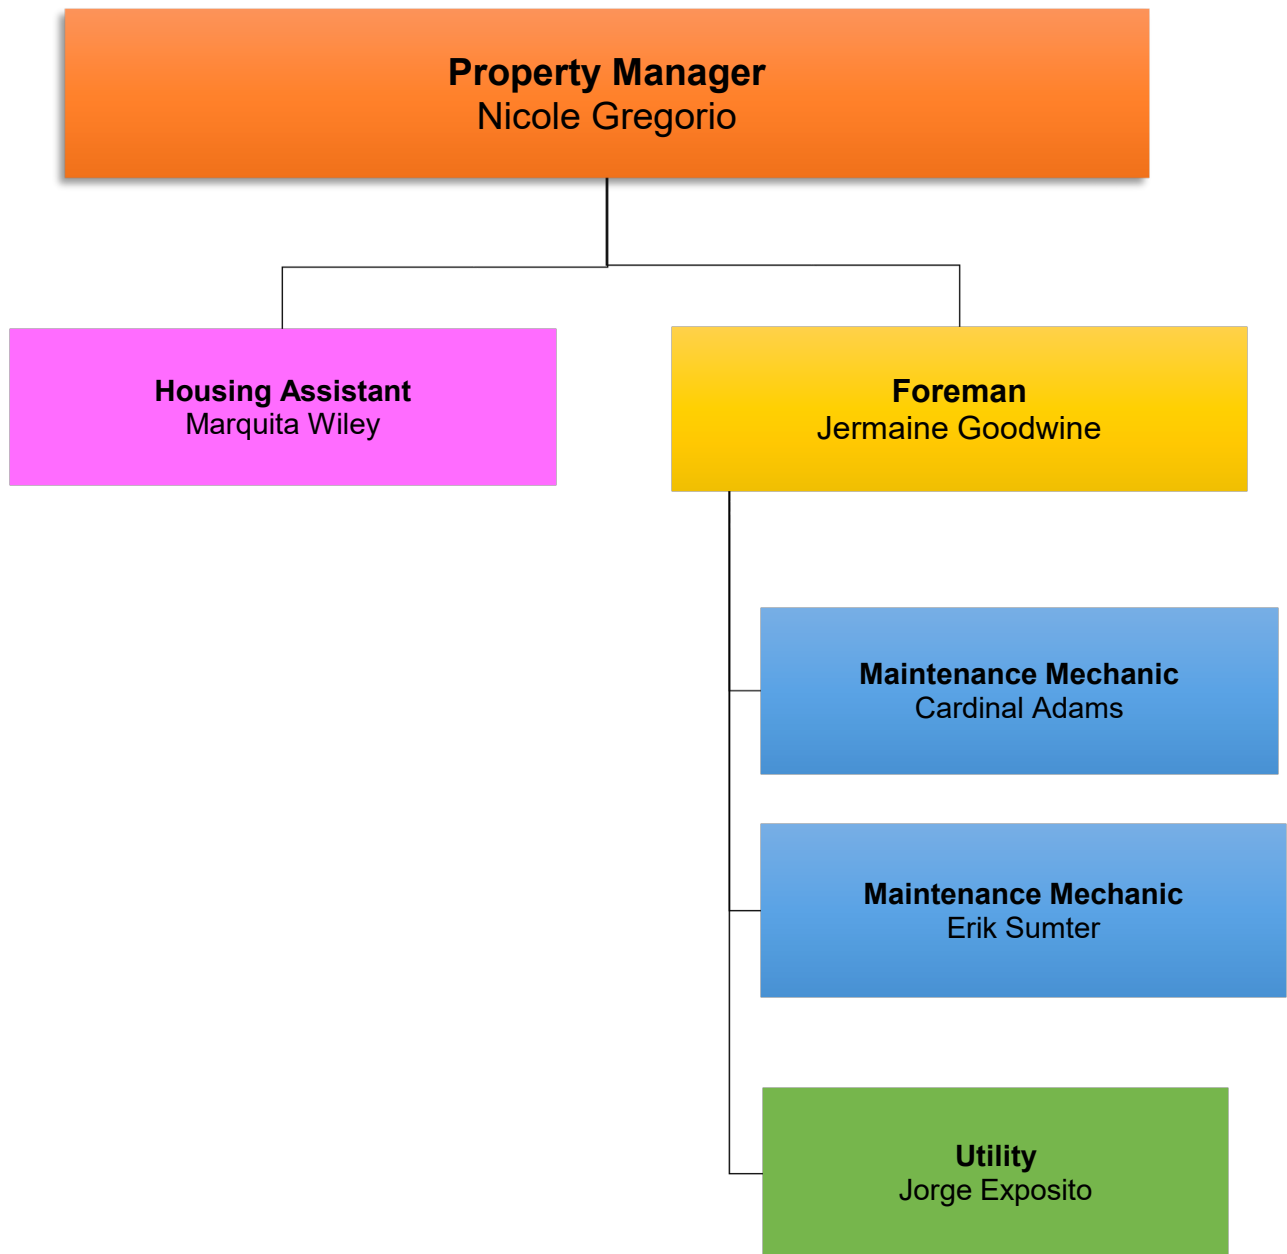 Property Manager
Nicole Gregorio
Housing Assistant
Marquita Wiley
Foreman
Jermaine Goodwine
Maintenance Mechanic
Cardinal Adams
Maintenance Mechanic
Erik Sumter
Utility
Jorge Exposito